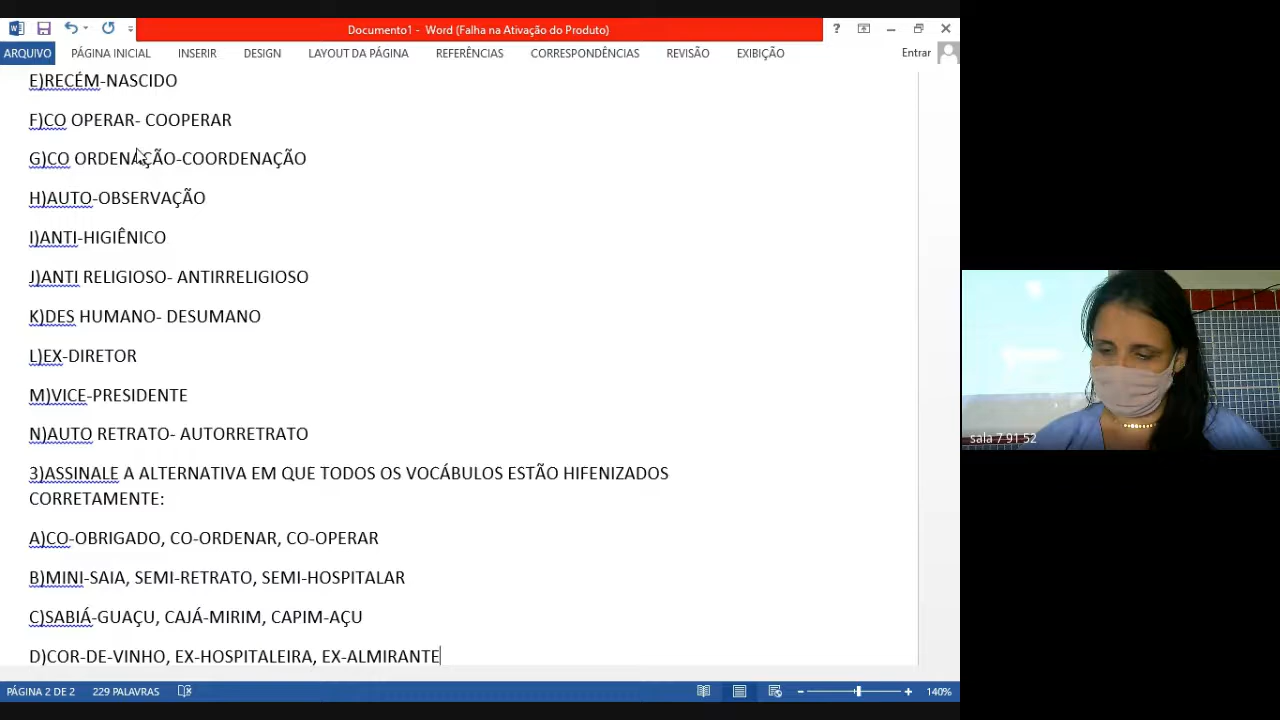 Documento1 - Word (Falha na Ativação do Produto)
ARQUIVO PÁGINA INICIAL INSERIR DESIGN LAYOUT DA PÁGINA REFERÊNCIAS CORRESPONDÊNCIAS REVISÃO EXIBIÇÃO Entrar
E)RECÉM-NASCIDO
F)CO OPERAR- COOPERAR
G)CO ORDENAÇÃO-COORDENAÇÃO
H)AUTO-OBSERVAÇÃO
I)ANTI-HIGIÊNICO
J)ANTI RELIGIOSO- ANTIRRELIGIOSO
K)DES HUMANO- DESUMANO
L)EX-DIRETOR
M)VICE-PRESIDENTE
N)AUTO RETRATO- AUTORRETRATO
3)ASSINALE A ALTERNATIVA EM QUE TODOS OS VOCÁBULOS ESTÃO HIFENIZADOS
CORRETAMENTE:
A)CO-OBRIGADO, CO-ORDENAR, CO-OPERAR
B)MINI-SAIA, SEMI-RETRATO, SEMI-HOSPITALAR
C)SABIÁ-GUAÇU, CAJÁ-MIRIM, CAPIM-AÇU
D)COR-DE-VINHO, EX-HOSPITALEIRA, EX-ALMIRANTE
PÁGINA 2 DE 2 229 PALAVRAS 140%
sala 7 91 52